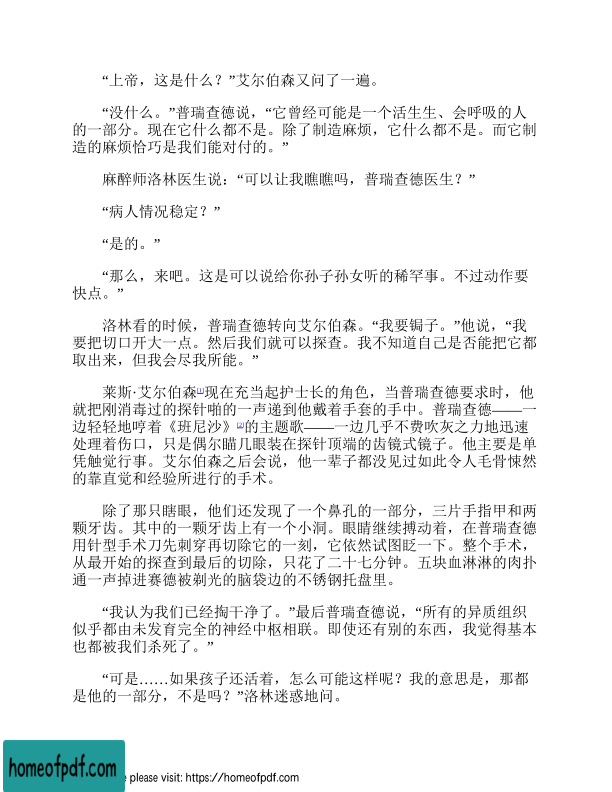 “上帝，这是什么？”艾尔伯森又问了一遍。
“没什么。”普瑞查德说，“它曾经可能是一个活生生、会呼吸的人
的一部分。现在它什么都不是。除了制造麻烦，它什么都不是。而它制
造的麻烦恰巧是我们能对付的。”
麻醉师洛林医生说：“可以让我瞧瞧吗，普瑞查德医生？”
“病人情况稳定？”
“是的。”
“那么，来吧。这是可以说给你孙子孙女听的稀罕事。不过动作要
快点。”
洛林看的时候，普瑞查德转向艾尔伯森。“我要锔子。”他说，“我
要把切口开大一点。然后我们就可以探查。我不知道自己是否能把它都
取出来，但我会尽我所能。”
莱斯·艾尔伯森[1]现在充当起护士长的角色，当普瑞查德要求时，他
就把刚消毒过的探针啪的一声递到他戴着手套的手中。普瑞查德——一
边轻轻地哼着《班尼沙》[2]的主题歌——一边几乎不费吹灰之力地迅速
处理着伤口，只是偶尔瞄几眼装在探针顶端的齿镜式镜子。他主要是单
凭触觉行事。艾尔伯森之后会说，他一辈子都没见过如此令人毛骨悚然
的靠直觉和经验所进行的手术。
除了那只瞎眼，他们还发现了一个鼻孔的一部分，三片手指甲和两
颗牙齿。其中的一颗牙齿上有一个小洞。眼睛继续搏动着，在普瑞查德
用针型手术刀先刺穿再切除它的一刻，它依然试图眨一下。整个手术，
从最开始的探查到最后的切除，只花了二十七分钟。五块血淋淋的肉扑
通一声掉进赛德被剃光的脑袋边的不锈钢托盘里。
“我认为我们已经掏干净了。”最后普瑞查德说，“所有的异质组织
似乎都由未发育完全的神经中枢相联。即使还有别的东西，我觉得基本
也都被我们杀死了。”
“可是……如果孩子还活着，怎么可能这样呢？我的意思是，那都
是他的一部分，不是吗？”洛林迷惑地问。
homeofpdf.com
e please visit: https://homeofpdf.com